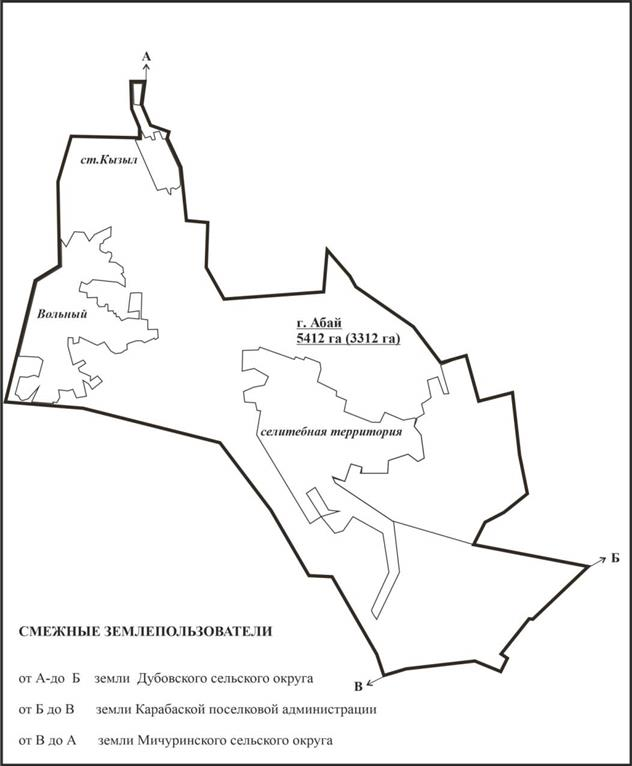 А
ст.Кызыл
Вольный
г. Абай
5412 га (3312 га)
селитебная территория
Б
СМЕЖНЫЕ ЗЕМЛЕПОЛЬЗОВАТЕЛИ
от А-до Б земли Дубовского сельского округа
В
от Б до В земли Карабаской поселковой администрации
от В до А земли Мичуринского сельского округа